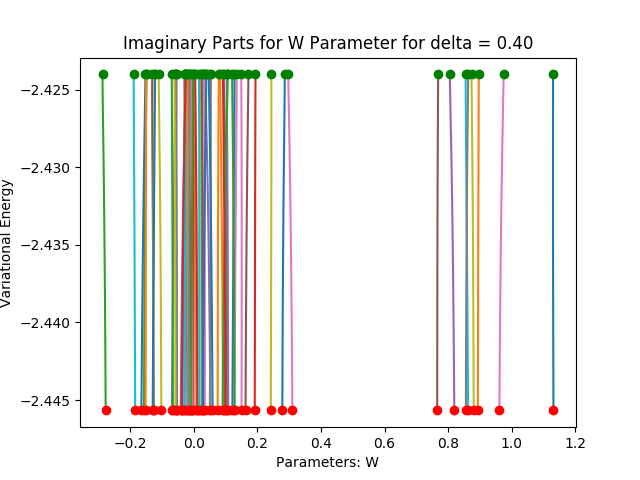 Imaginary Parts for W Parameter for delta = 0.40
Variational Energy
−2.425
−2.430
−2.435
−2.440
−2.445
−0.2 0.0 0.2 0.4 0.6 0.8 1.0 1.2
Parameters: W